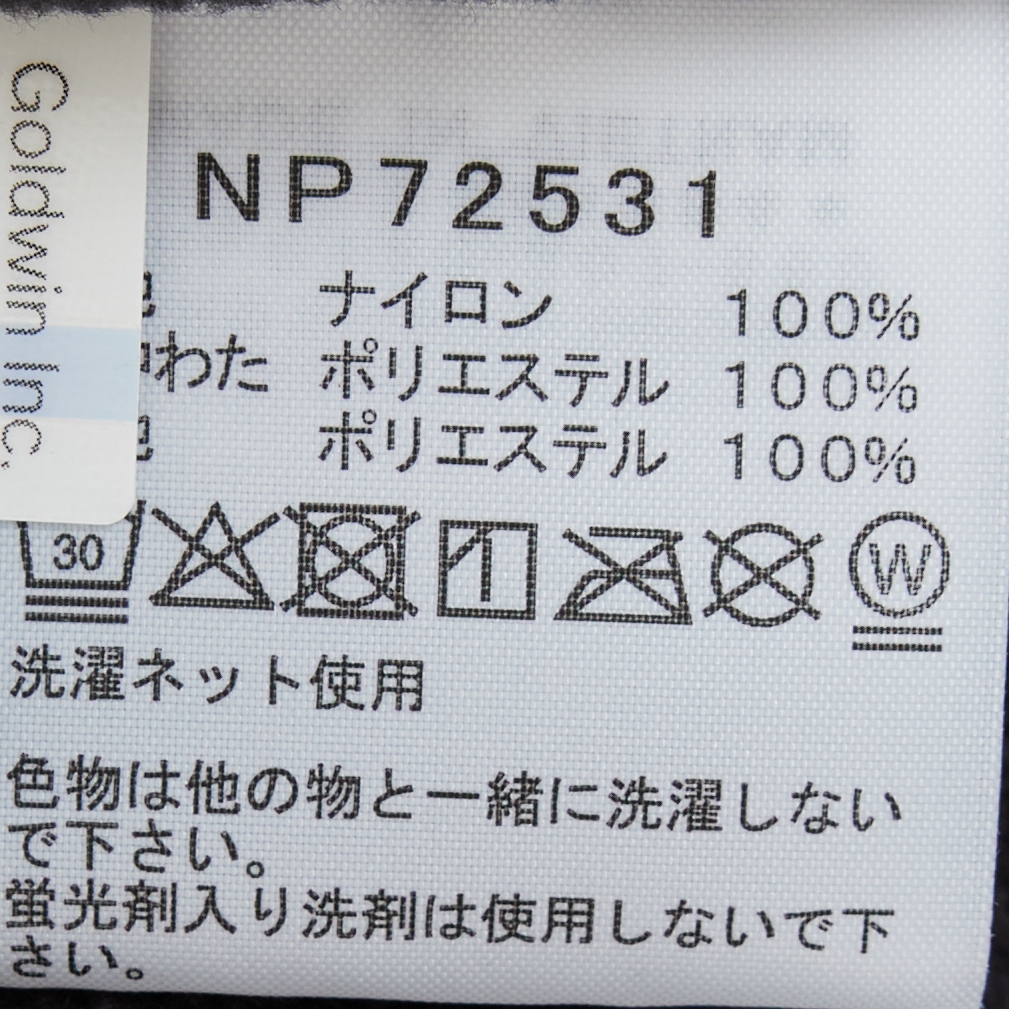 Goldwin Inc.
NP72531
ナイロン 100%
わた ポリエステル 100%
ポリエステル 100%
30 W
洗濯ネット使用
色物は他の物と一緒に洗濯しない
で下さい。
蛍光剤入り洗剤は使用しないで下
さい。